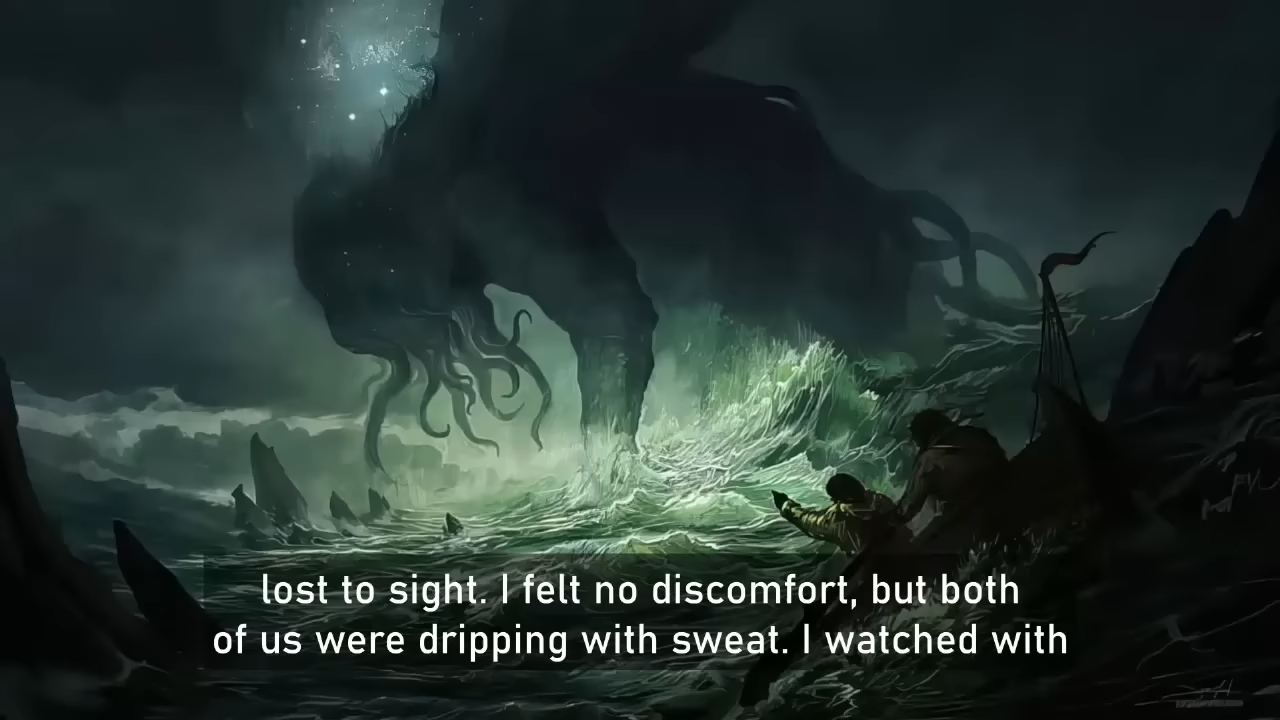 lost to sight. I felt no discomfort, but both
of us were dripping with sweat. I watched with